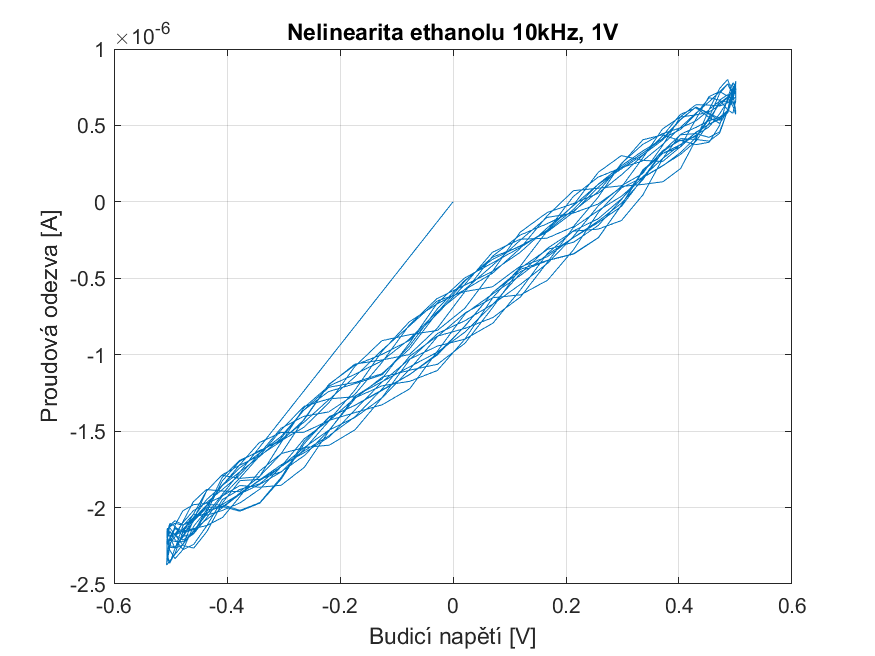 Nelinearita ethanolu 10kHz, 1V
×10-6
1
0.5
0
-0.5
-1
-1.5
-2
-2.5
-0.6 -0.4 -0.2 0 0.2 0.4 0.6
Proudová odezva [A]
Budicí napětí [V]